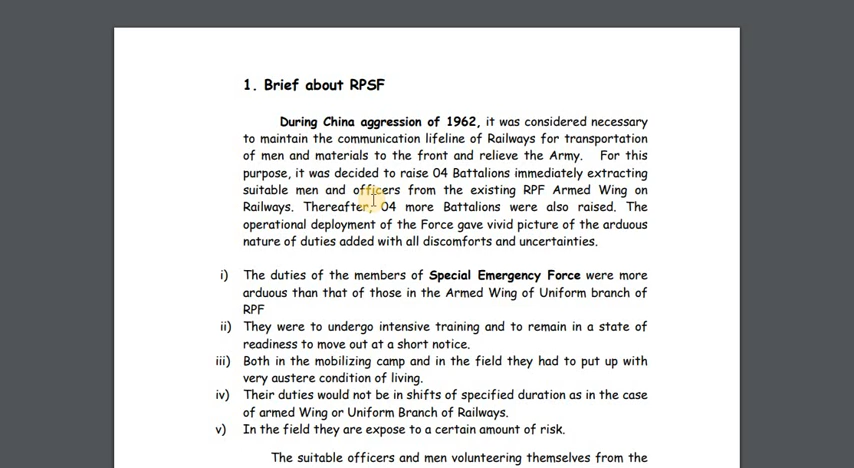 1. Brief about RPSF
During China aggression of 1962, it was considered necessary
to maintain the communication lifeline of Railways for transportation
of men and materials to the front and relieve the Army. For this
purpose, it was decided to raise 04 Battalions immediately extracting
suitable men and officers from the existing RPF Armed Wing on
Railways. Thereafter, 04 more Battalions were also raised. The
operational deployment of the Force gave vivid picture of the arduous
nature of duties added with all discomforts and uncertainties.
i) The duties of the members of Special Emergency Force were more
arduous than that of those in the Armed Wing of Uniform branch of
RPF
ii) They were to undergo intensive training and to remain in a state of
readiness to move out at a short notice.
iii) Both in the mobilizing camp and in the field they had to put up with
very austere condition of living.
iv) Their duties would not be in shifts of specified duration as in the case
of armed Wing or Uniform Branch of Railways.
v) In the field they are expose to a certain amount of risk.
The suitable officers and men volunteering themselves from the